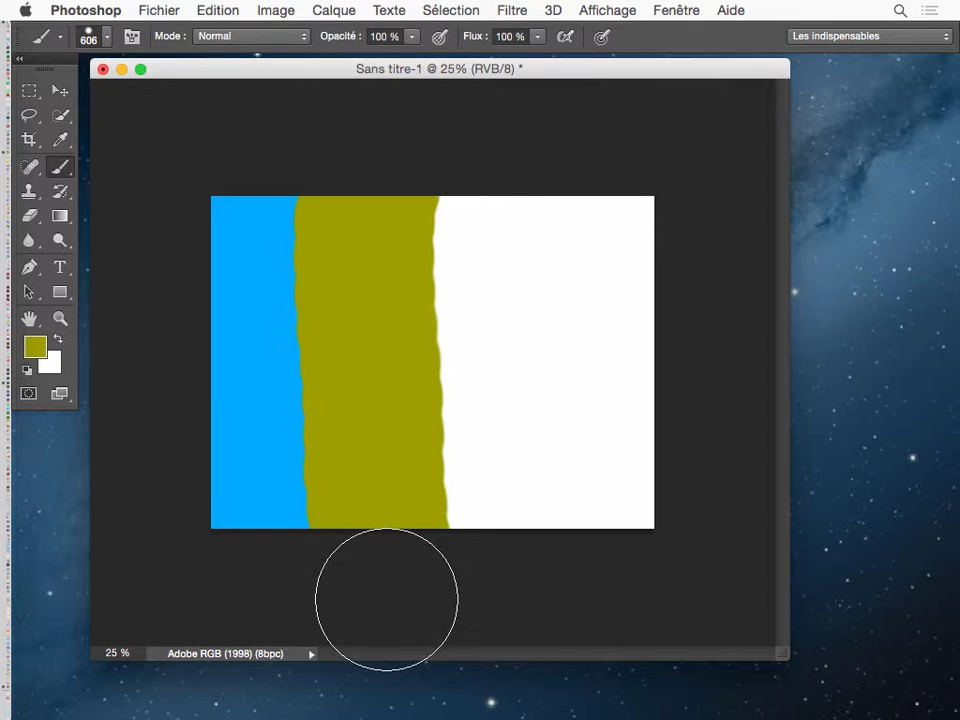 Photoshop Fichier Edition Image Calque Texte Sélection Filtre 3D Affichage Fenêtre Aide
606 Mode : Normal Opacité : 100 % Flux : 100 % Les indispensables
Sans titre-1 @ 25% (RVB/8) *
T
25 % Adobe RGB (1998) (8bpc)